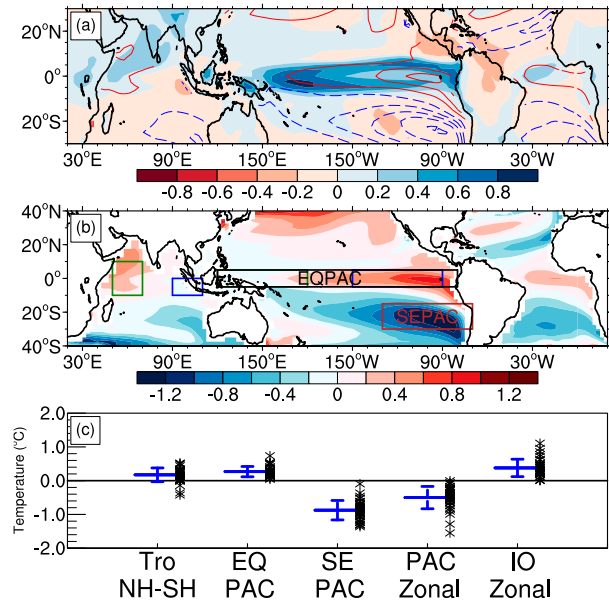 (a)
20°N
0°
20°S
30°E
90°E
150°E
150°W
90°W
30°W
-0.8 -0.6 -0.4 -0.2 0 0.2 0.4 0.6 0.8
(b)
40°N
20°N
0°
20°S
40°S
EQPAC
SEPAC
30°E
90°E
150°E
150°W
90°W
30°W
-1.2 -0.8 -0.4 0 0.4 0.8 1.2
(c)
Temperature (°C)
2.0
1.0
0.0
-1.0
-2.0
Tro
NH-SH
EQ
PAC
SE
PAC
PAC
Zonal
IO
Zonal